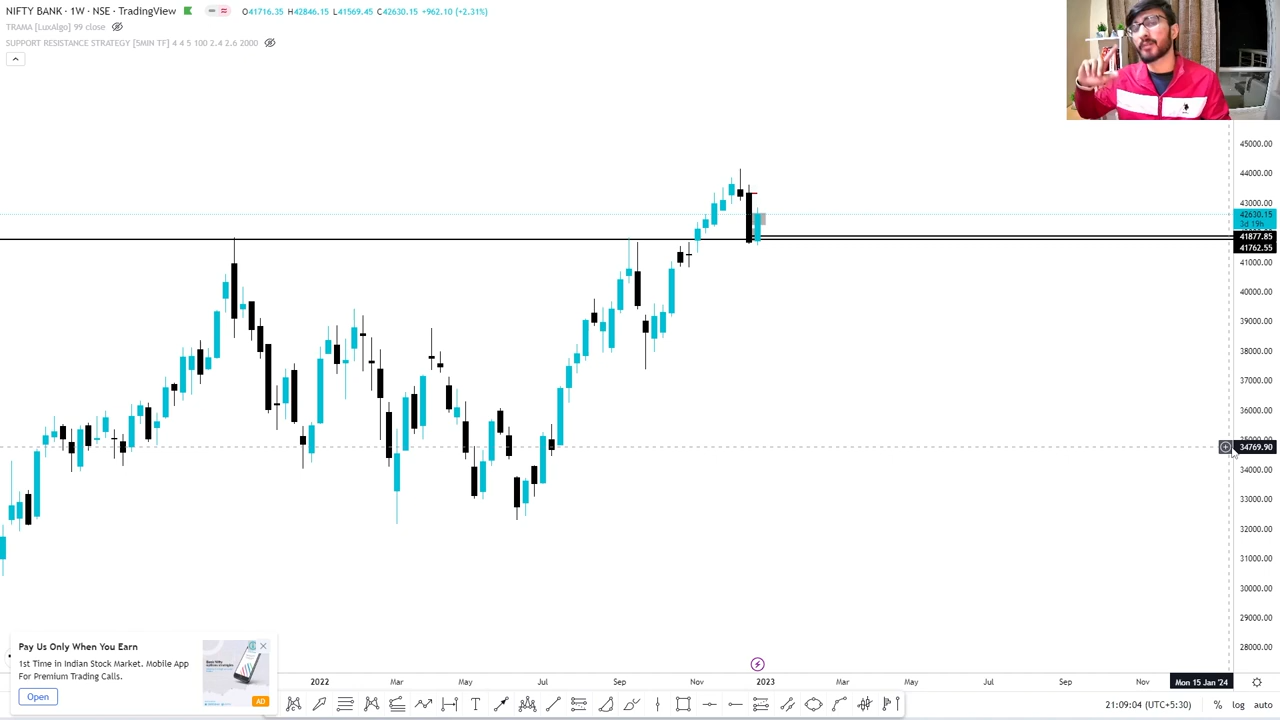 NIFTY BANK · 1W · NSE · TradingView O41716.35 H42846.15 L41569.45 C42630.15 +962.10 (+2.31%)
TRAMA [LuxAlgo] 99 close
SUPPORT RESISTANCE STRATEGY [5MIN TF] 4 4 5 100 2.4 2.6 2000
45000.00
44000.00
43000.00
42630.15
3d 19h
41877.85
41762.55
41000.00
40000.00
39000.00
38000.00
37000.00
36000.00
35000.00
34769.90
34000.00
33000.00
32000.00
31000.00
30000.00
29000.00
28000.00
Pay Us Only When You Earn
1st Time in Indian Stock Market. Mobile App
For Premium Trading Calls.
Open
AD
2022 Mar May Jul Sep Nov 2023 Mar May Jul Sep Nov Mon 15 Jan '24
21:09:04 (UTC+5:30) % log auto